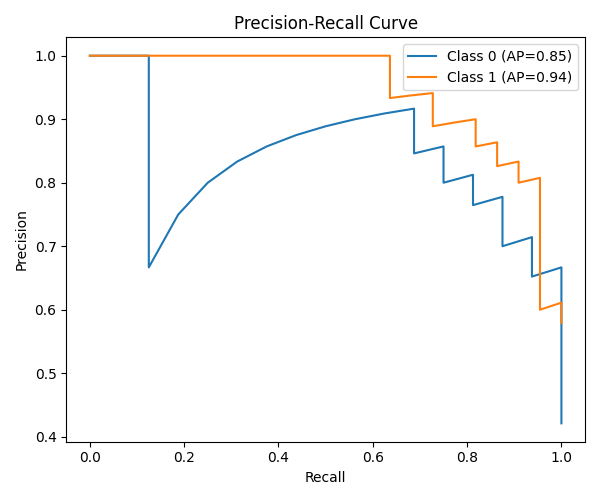 Precision-Recall Curve
Class 0 (AP=0.85)
Class 1 (AP=0.94)
Precision
1.0
0.9
0.8
0.7
0.6
0.5
0.4
0.0 0.2 0.4 0.6 0.8 1.0
Recall